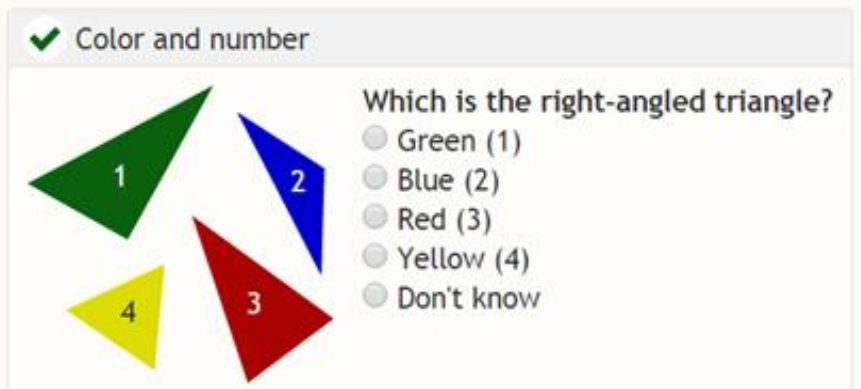 Color and number
1
2
3
4
Which is the right-angled triangle?
Green (1)
Blue (2)
Red (3)
Yellow (4)
Don't know